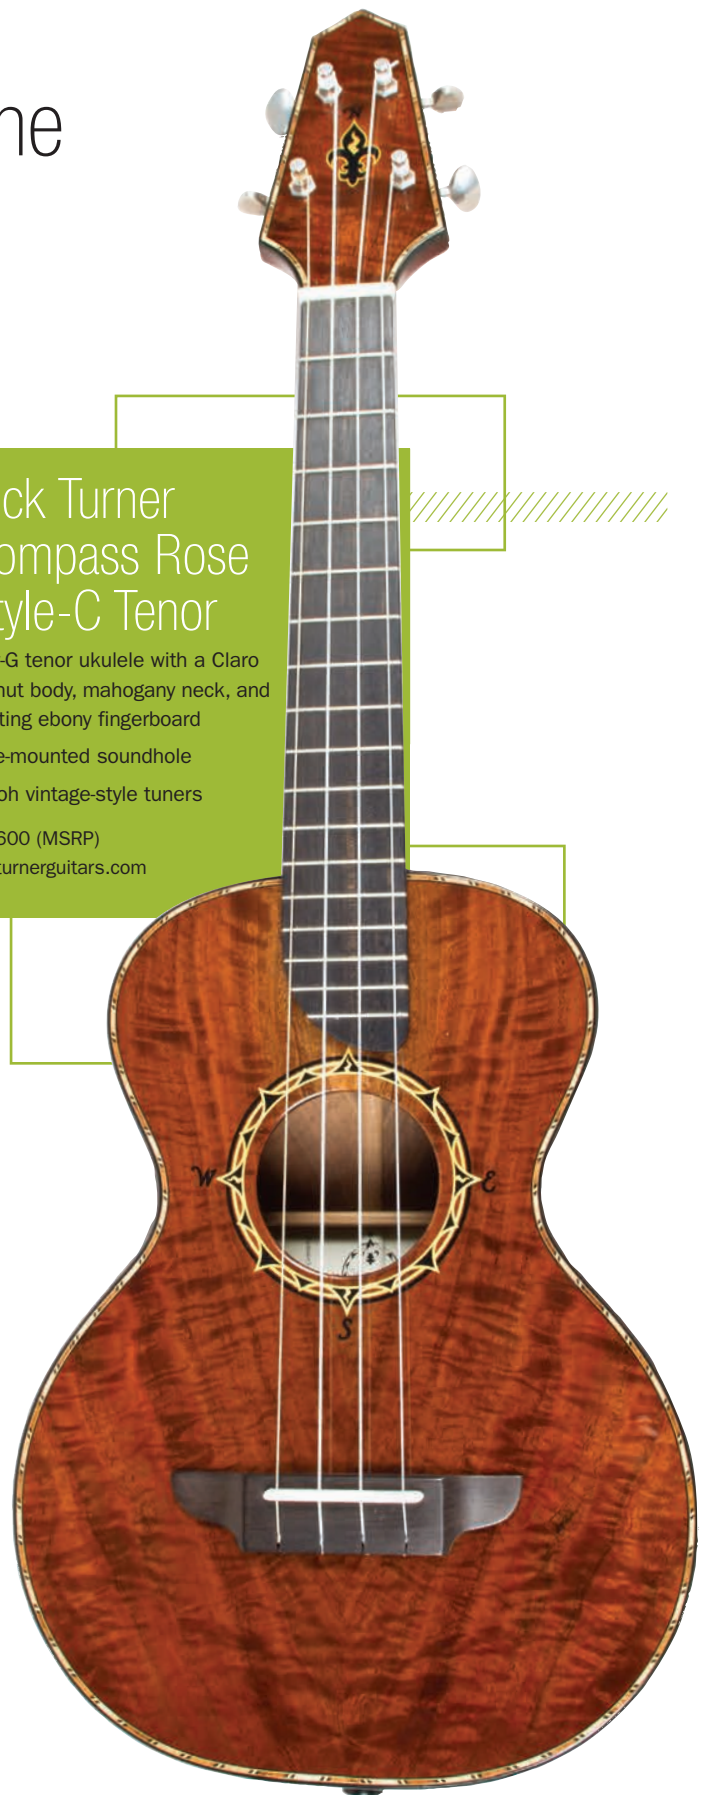 ne
ck Turner
ompass Rose
tyle-C Tenor
-G tenor ukulele with a Claro
nut body, mahogany neck, and
ting ebony fingerboard
e-mounted soundhole
oh vintage-style tuners
600 (MSRP)
turnerguitars.com
N
W
E
S